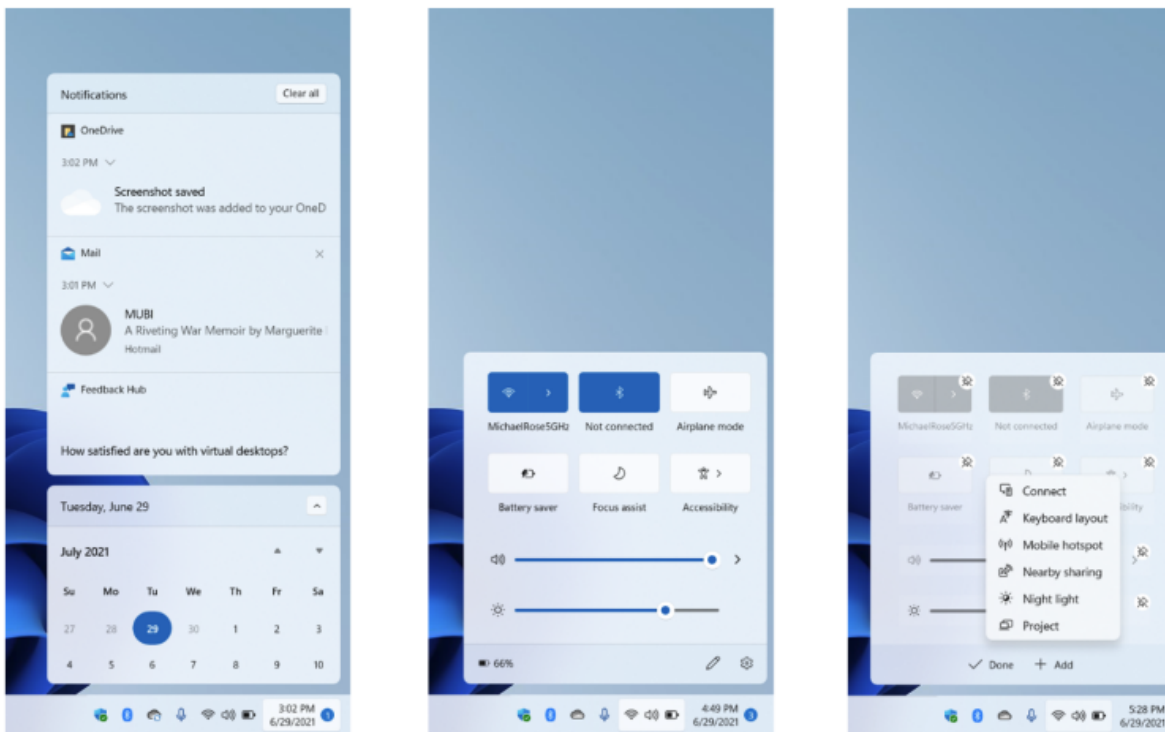 Notifications
Clear all
OneDrive
3:02 PM
Screenshot saved
The screenshot was added to your OneD
Mail
3:01 PM
MUBI
A Riveting War Memoir by Marguerite
Hotmail
Feedback Hub
How satisfied are you with virtual desktops?
Tuesday, June 29
July 2021
Su Mo Tu We Th Fr Sa
27 28 29 30 1 2 3
4 5 6 7 8 9 10
3:02 PM
6/29/2021
1
MichaelRose5GHz Not connected Airplane mode
Battery saver Focus assist Accessibility
66%
4:49 PM
6/29/2021
3
MichaelRose5GHz Not connected Airplane mode
Battery saver
ibility
Connect
Keyboard layout
Mobile hotspot
Nearby sharing
Night light
Project
Done Add
5:28 PM
6/29/2021